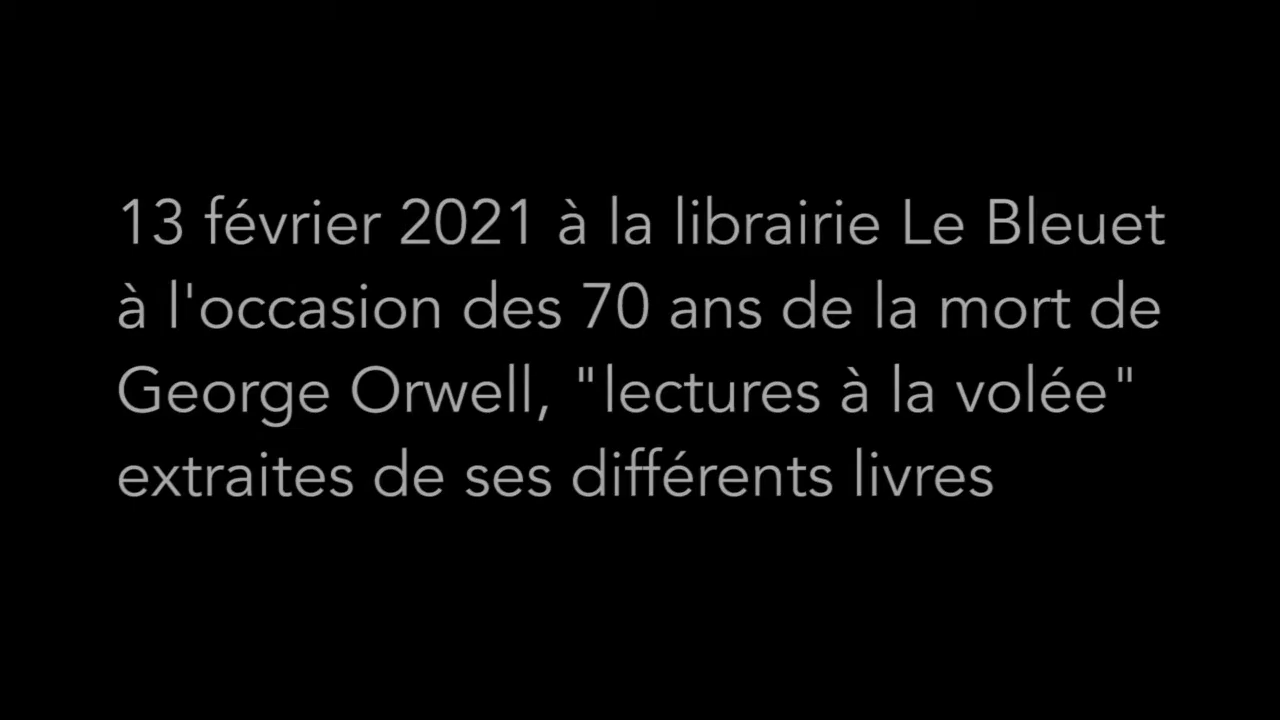 13 février 2021 à la librairie Le Bleuet
à l'occasion des 70 ans de la mort de
George Orwell, "lectures à la volée"
extraites de ses différents livres